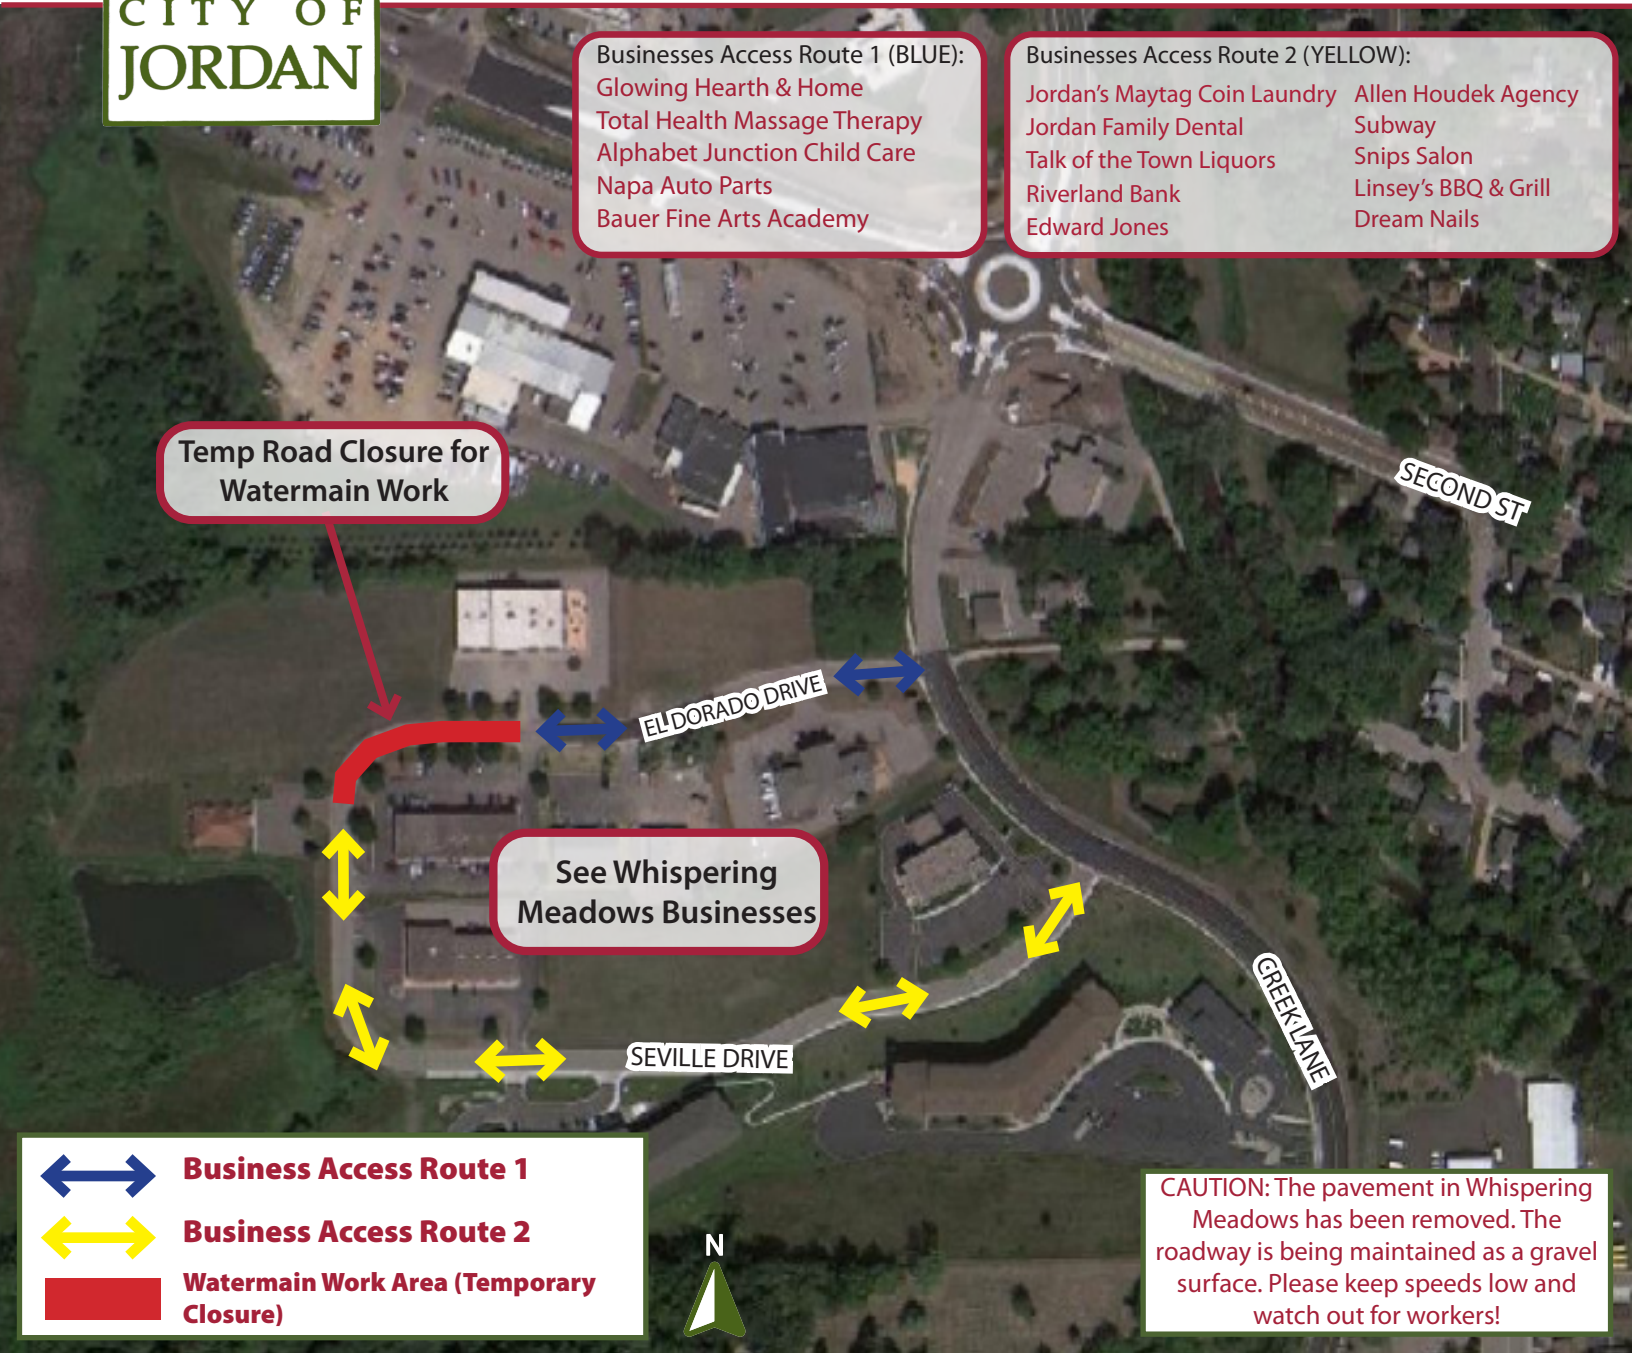 CITY OF
JORDAN
Businesses Access Route 1 (BLUE):
Glowing Hearth & Home
Total Health Massage Therapy
Alphabet Junction Child Care
Napa Auto Parts
Bauer Fine Arts Academy
Businesses Access Route 2 (YELLOW):
Jordan's Maytag Coin Laundry
Jordan Family Dental
Talk of the Town Liquors
Riverland Bank
Edward Jones
Allen Houdek Agency
Subway
Snips Salon
Linsey's BBQ & Grill
Dream Nails
Temp Road Closure for
Watermain Work
SECOND ST
EL DORADO DRIVE
See Whispering
Meadows Businesses
CREEK LANE
SEVILLE DRIVE
Business Access Route 1
Business Access Route 2
Watermain Work Area (Temporary
Closure)
N
CAUTION: The pavement in Whispering
Meadows has been removed. The
roadway is being maintained as a gravel
surface. Please keep speeds low and
watch out for workers!